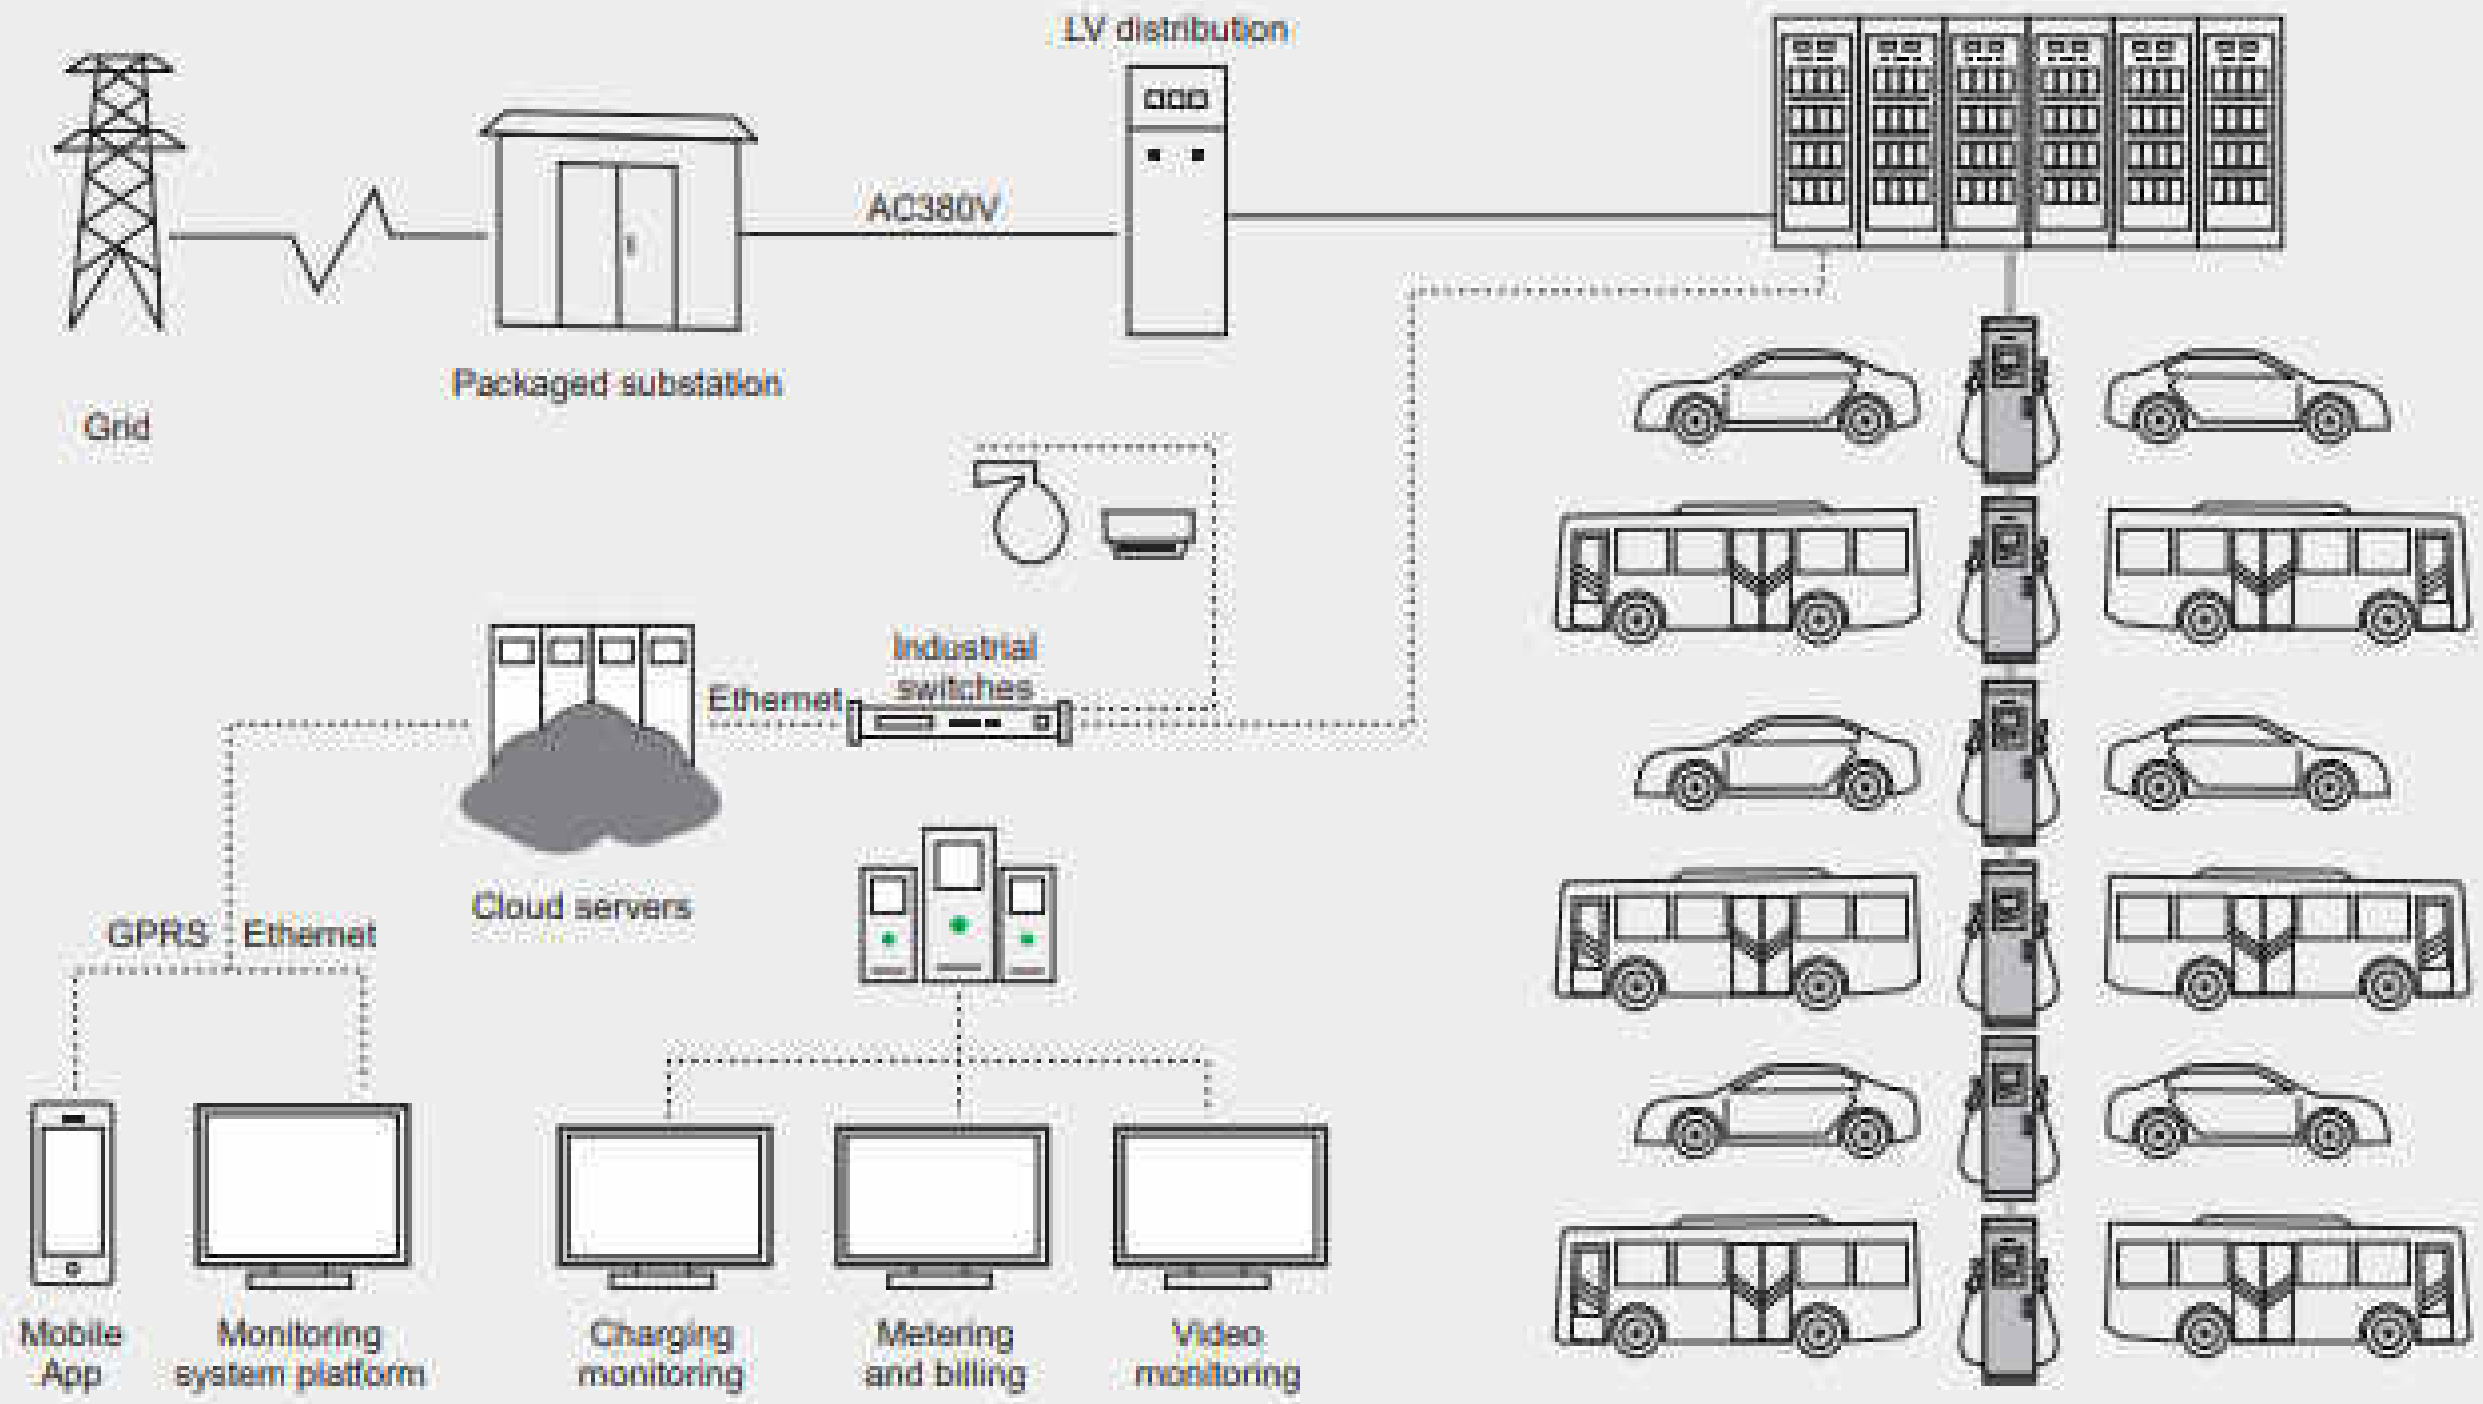 LV distribution
AC380V
Packaged substation
Grid
Industrial
switches
Ethernet
Cloud servers
GPRS
Ethernet
Mobile
App
Monitoring
system platform
Charging
monitoring
Metering
and billing
Video
monitoring